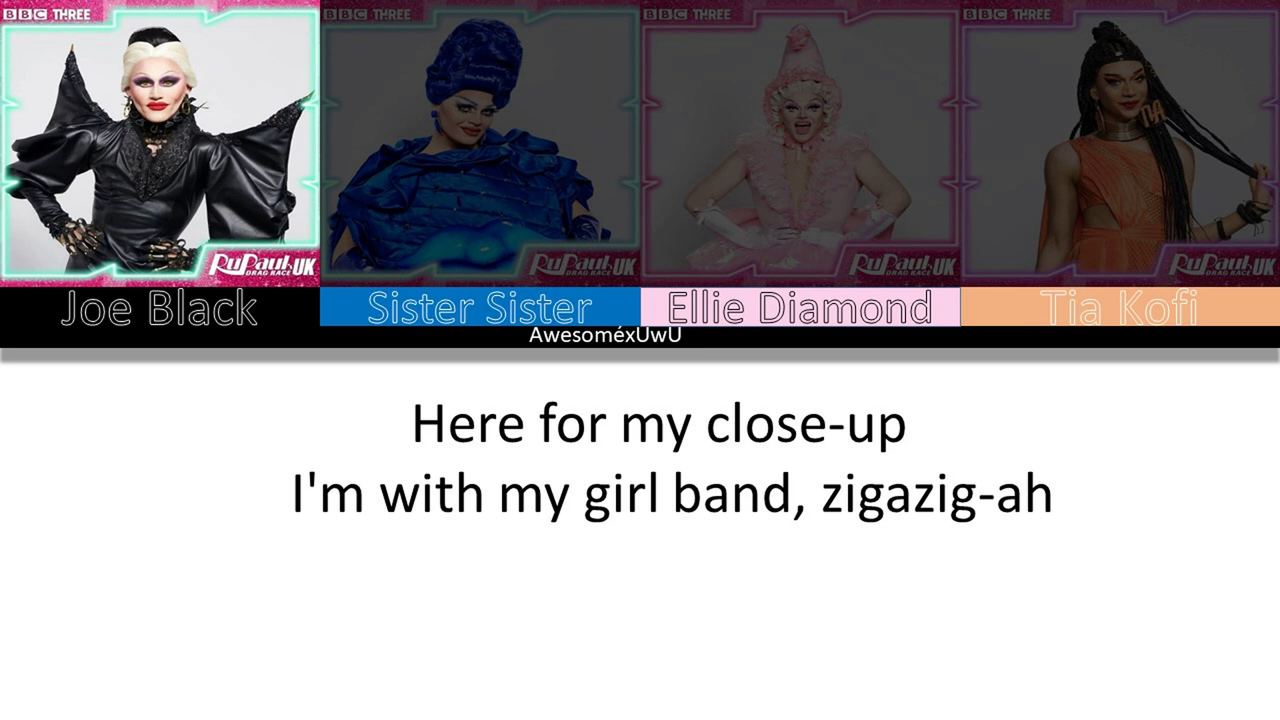 BBC THREE
BBC THREE
BBC THREE
BBC THREE
TIA
RuPaul's DRAG RACE UK
RuPaul's DRAG RACE UK
RuPaul's DRAG RACE UK
RuPaul's DRAG RACE UK
Joe Black
Sister Sister
Ellie Diamond
Tia Kofi
AwesoméxUwU
Here for my close-up
I'm with my girl band, zigazig-ah